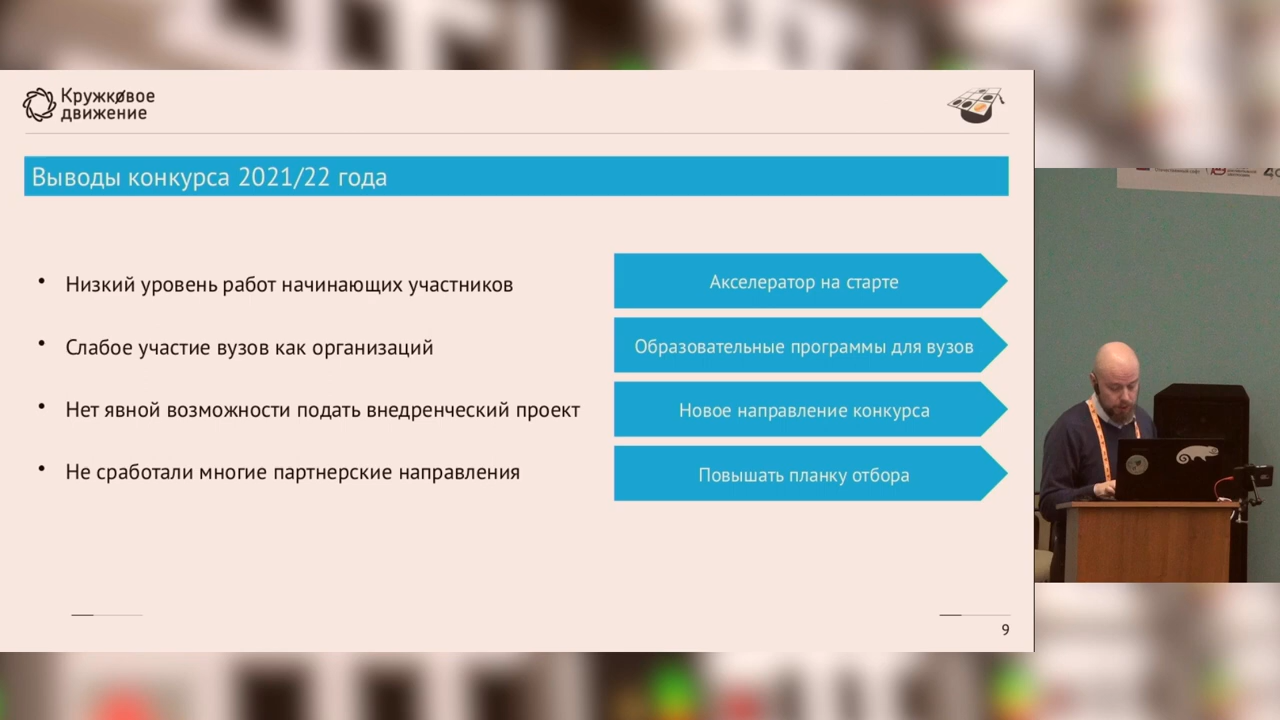 Кружковое
движение
Выводы конкурса 2021/22 года
• Низкий уровень работ начинающих участников
Акселератор на старте
• Слабое участие вузов как организаций
Образовательные программы для вузов
• Нет явной возможности подать внедренческий проект
Новое направление конкурса
• Не сработали многие партнерские направления
Повышать планку отбора
9